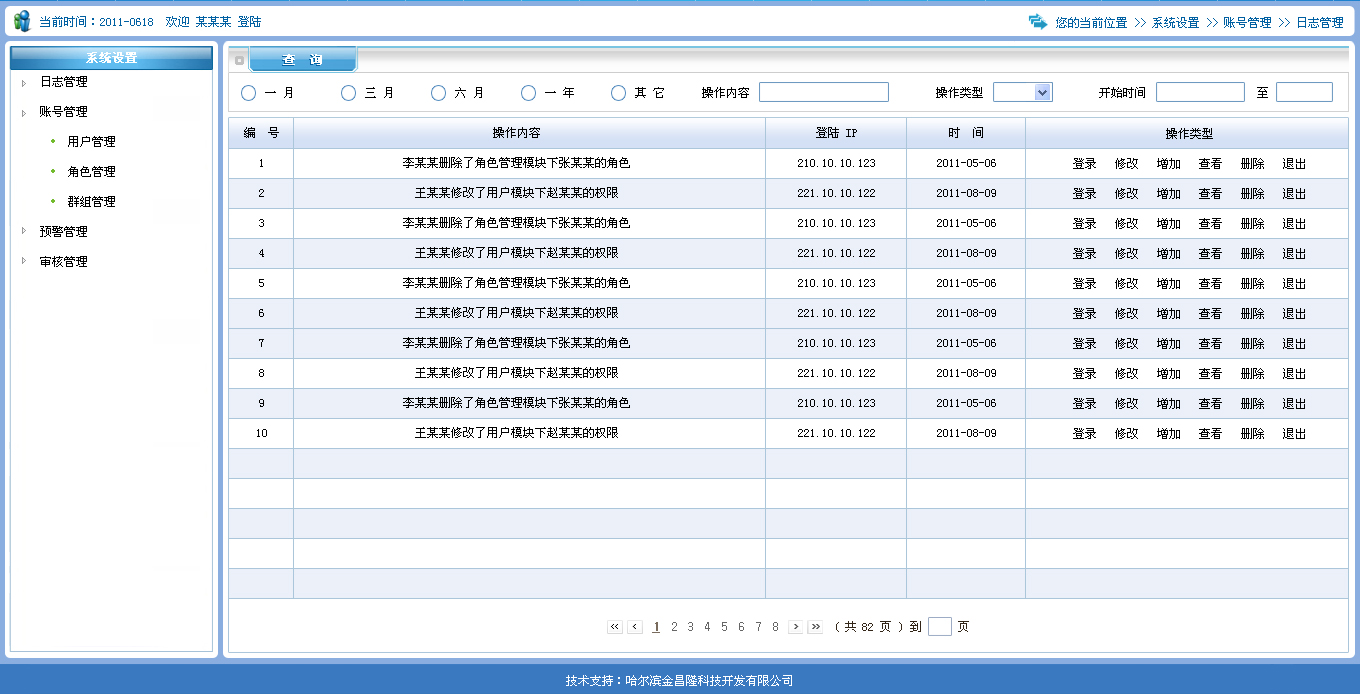 当前时间：2011-0618 欢迎 某某某 登陆
您的当前位置 >> 系统设置 >> 账号管理 >> 日志管理
系统设置
日志管理
账号管理
用户管理
角色管理
群组管理
预警管理
审核管理
查 询
一 月 三 月 六 月 一 年 其 它 操作内容 操作类型 开始时间 至
编 号 操作内容 登陆 IP 时 间 操作类型
1 李某某删除了角色管理模块下张某某的角色 210.10.10.123 2011-05-06 登录 修改 增加 查看 删除 退出
2 王某某修改了用户模块下赵某某的权限 221.10.10.122 2011-08-09 登录 修改 增加 查看 删除 退出
3 李某某删除了角色管理模块下张某某的角色 210.10.10.123 2011-05-06 登录 修改 增加 查看 删除 退出
4 王某某修改了用户模块下赵某某的权限 221.10.10.122 2011-08-09 登录 修改 增加 查看 删除 退出
5 李某某删除了角色管理模块下张某某的角色 210.10.10.123 2011-05-06 登录 修改 增加 查看 删除 退出
6 王某某修改了用户模块下赵某某的权限 221.10.10.122 2011-08-09 登录 修改 增加 查看 删除 退出
7 李某某删除了角色管理模块下张某某的角色 210.10.10.123 2011-05-06 登录 修改 增加 查看 删除 退出
8 王某某修改了用户模块下赵某某的权限 221.10.10.122 2011-08-09 登录 修改 增加 查看 删除 退出
9 李某某删除了角色管理模块下张某某的角色 210.10.10.123 2011-05-06 登录 修改 增加 查看 删除 退出
10 王某某修改了用户模块下赵某某的权限 221.10.10.122 2011-08-09 登录 修改 增加 查看 删除 退出
« ‹ 1 2 3 4 5 6 7 8 › » ( 共 82 页 ) 到 页
技术支持：哈尔滨金昌隆科技开发有限公司